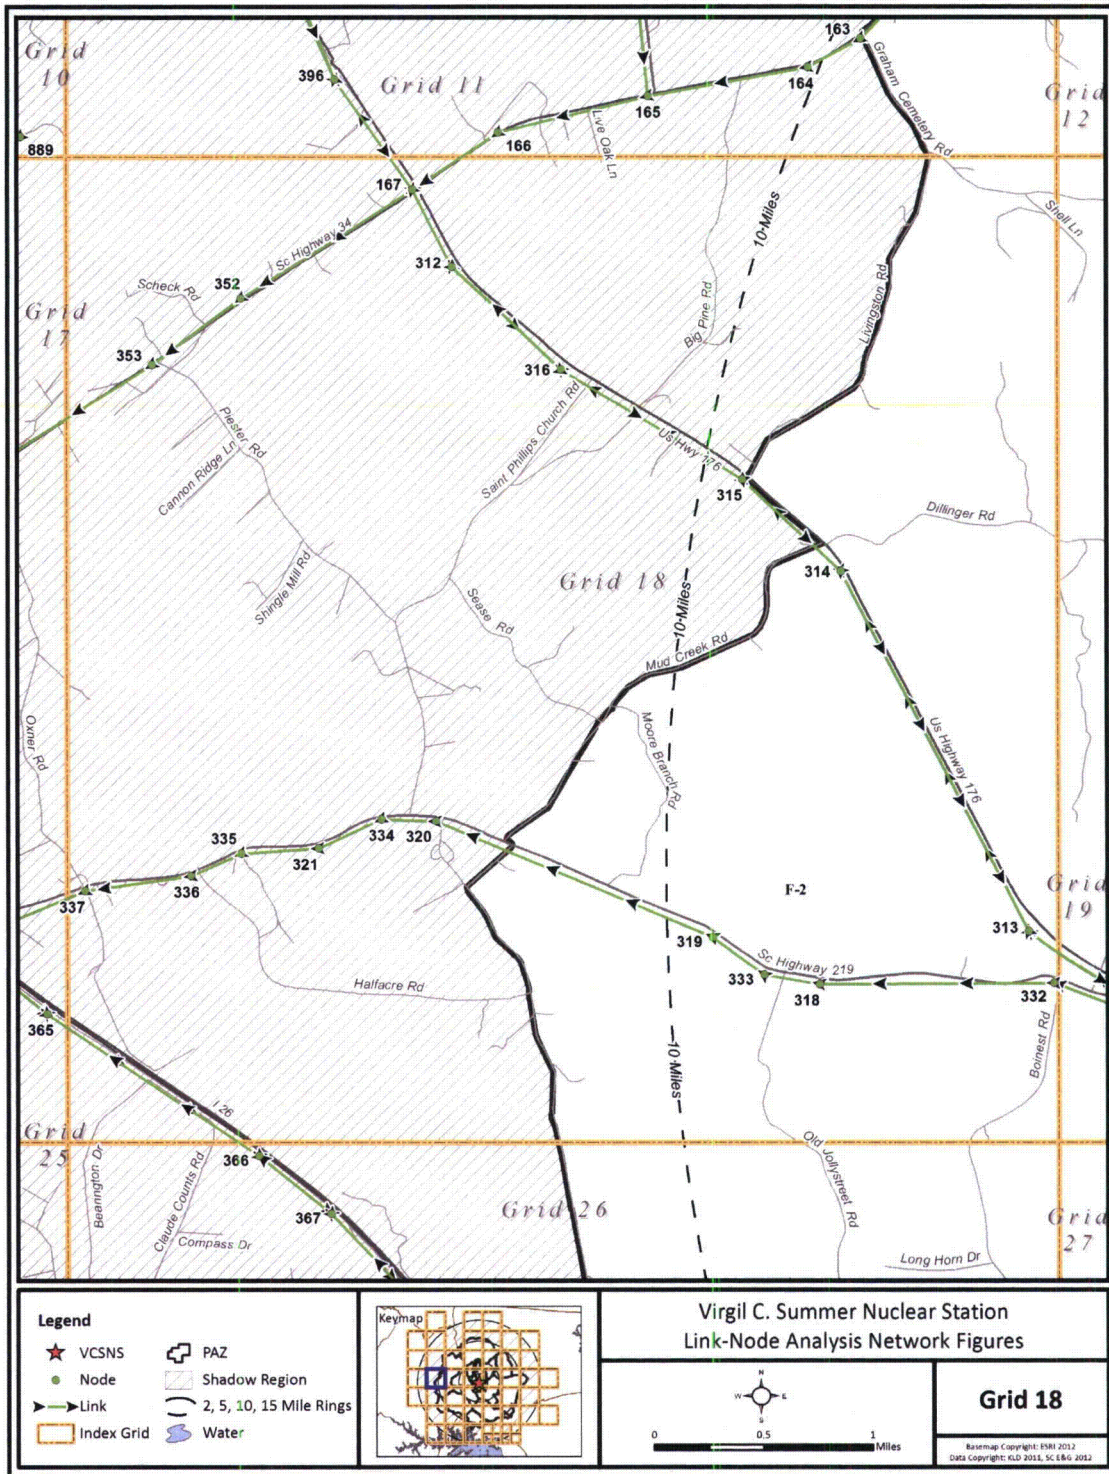 163
Grid
10
396
Grid 11
164
Graham Cemetery Rd
Grid
12
165
889
166
Live Oak Ln
167
10 Miles
Shell Ln
Sc Highway 34
312
352
Scheck Rd
Grid
17
Livingston Rd
Big Pine Rd
353
316
Piester Rd
Saint Phillips Church Rd
Us Hwy 176
Cannon Ridge Ln
315
Dillinger Rd
Shingle Mill Rd
Grid 18
314
10 Miles
Sease Rd
Mud Creek Rd
Oxner Rd
Moore Branch Rd
Us Highway 176
335
334
320
321
336
337
F-2
Grid
19
319
313
Sc Highway 219
333
318
332
Halfacre Rd
365
Boinest Rd
10 Miles
I 26
Grid
25
366
Old Jollystreet Rd
Bearington Dr
Claude Counts Rd
367
Grid 26
Grid
27
Compass Dr
Long Horn Dr
Legend
VCSNS
PAZ
Node
Shadow Region
Link
2, 5, 10, 15 Mile Rings
Index Grid
Water
Keymap
Virgil C. Summer Nuclear Station
Link-Node Analysis Network Figures
N
W
E
S
0
0.5
1
Miles
Grid 18
Basemap Copyright: ESRI 2012
Data Copyright: KLD 2011, SC E&G 2012